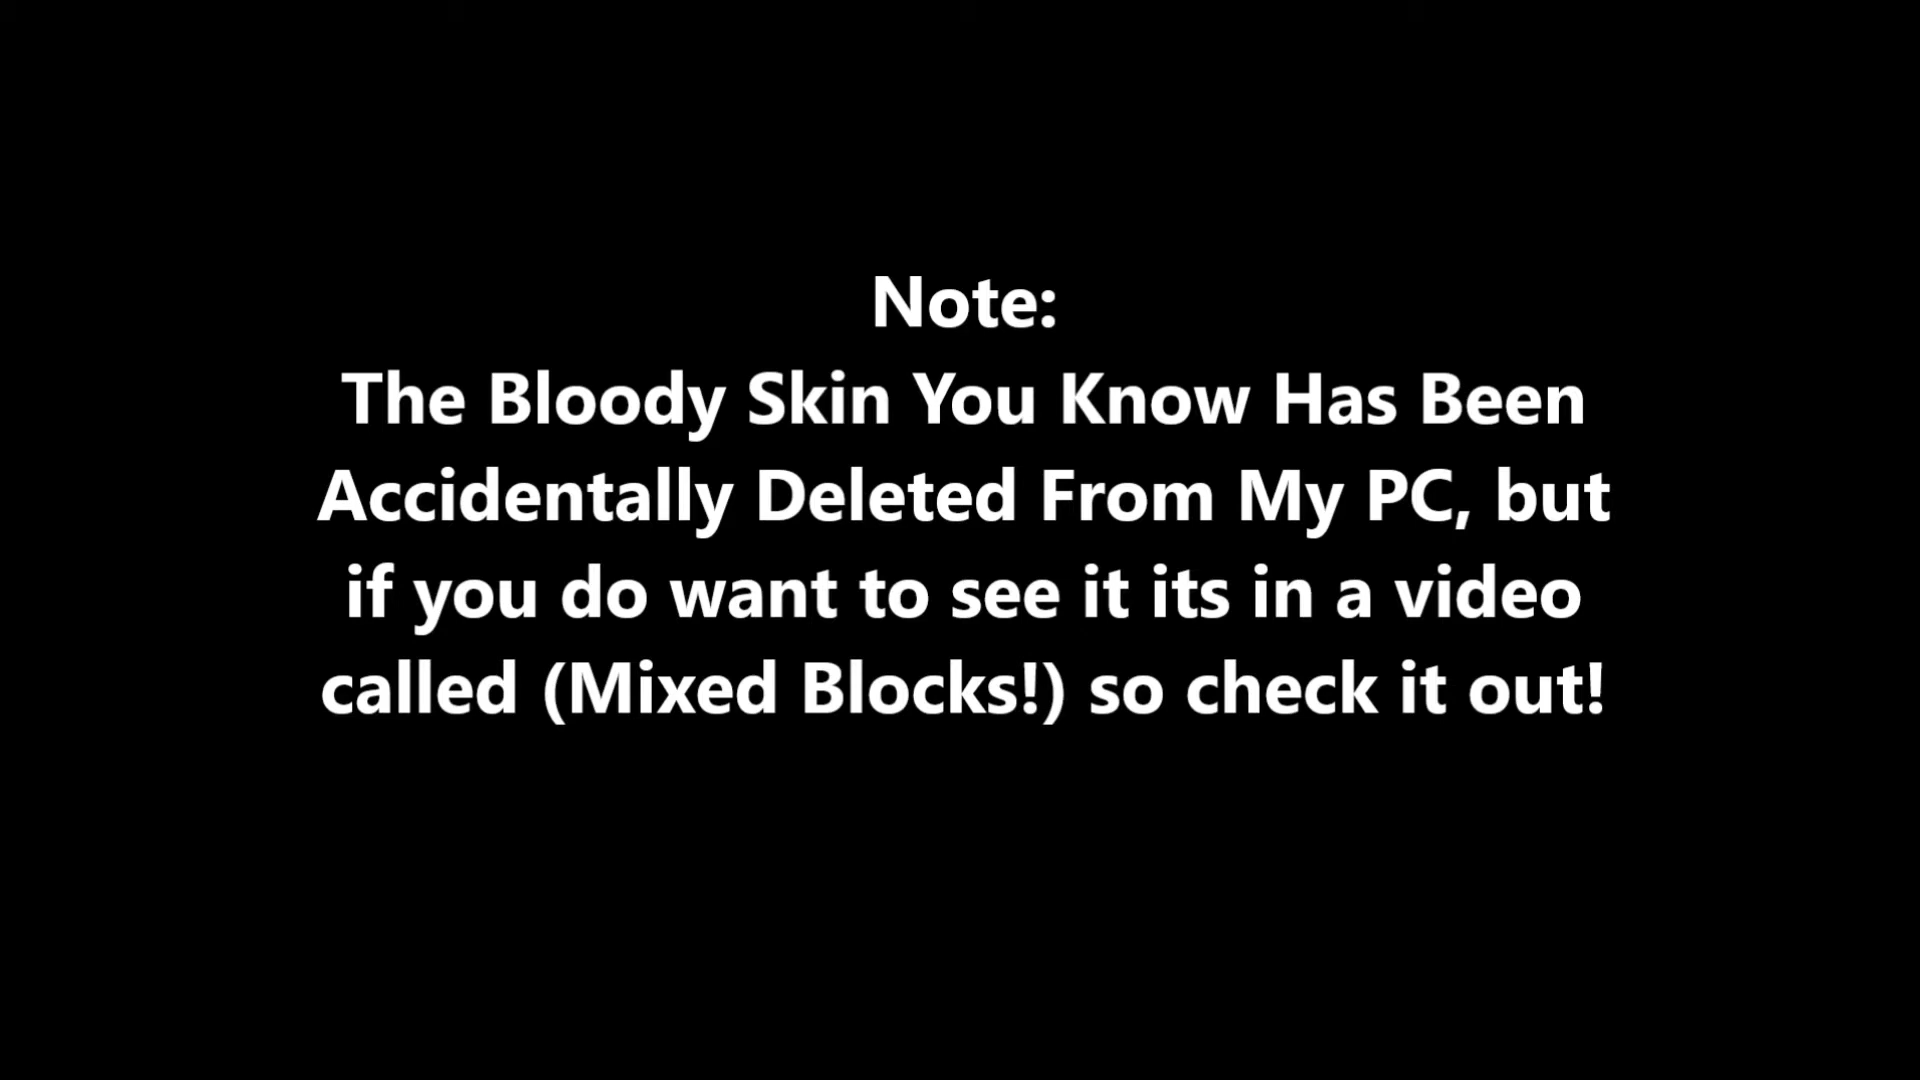 Note:
The Bloody Skin You Know Has Been
Accidentally Deleted From My PC, but
if you do want to see it its in a video
called (Mixed Blocks!) so check it out!